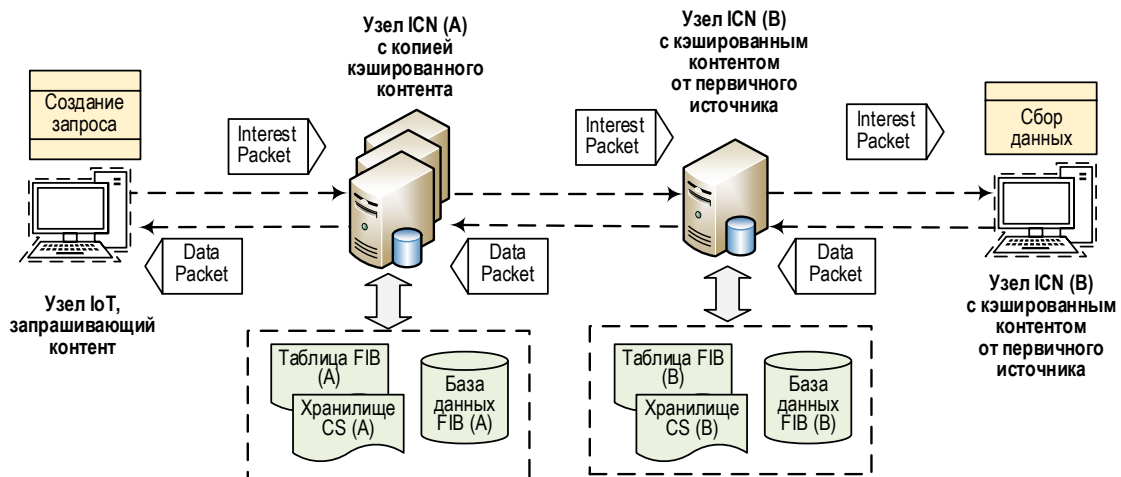 Узел ICN (A)
с копией
кэшированного
контента
Узел ICN (B)
с кэшированным
контентом
от первичного
источника
Создание
запроса
Interest
Packet
Interest
Packet
Interest
Packet
Сбор
данных
Data
Packet
Data
Packet
Data
Packet
Узел IoT,
запрашивающий
контент
Узел ICN (B)
с кэшированным
контентом
от первичного
источника
Таблица FIB
(A)
Хранилище
CS (A)
База
данных
FIB (A)
Таблица FIB
(B)
Хранилище
CS (B)
База
данных
FIB (B)